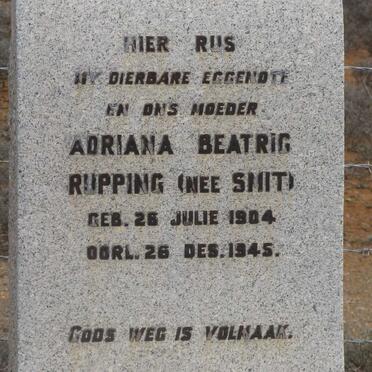 HIER RUS
MY DIERBARE EGGENOTE
EN ONS MOEDER
ADRIANA BEATRIG
RUPPING (NEE SMIT)
GEB. 26 JULIE 1904
OORL. 26 DES. 1945.
GODS WEG IS VOLMAAK.